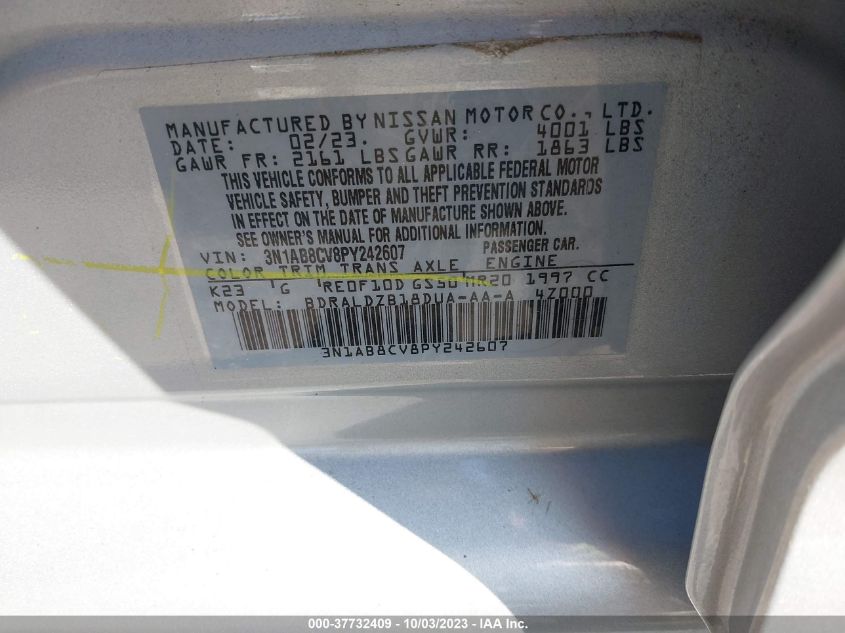 MANUFACTURED BY NISSAN MOTOR CO., LTD.
DATE: 02/23. GVWR: 4001 LBS
GAWR FR: 2161 LBS GAWR RR: 1863 LBS
THIS VEHICLE CONFORMS TO ALL APPLICABLE FEDERAL MOTOR
VEHICLE SAFETY, BUMPER AND THEFT PREVENTION STANDARDS
IN EFFECT ON THE DATE OF MANUFACTURE SHOWN ABOVE.
SEE OWNER'S MANUAL FOR ADDITIONAL INFORMATION.
VIN: 3N1AB8CV8PY242607 PASSENGER CAR.
COLOR TRIM TRANS AXLE ENGINE
K23 G RE0F10D GS50 MR20 1997 CC
MODEL: BDRALDZB18DUA-AA-A 4Z000
3N1AB8CV8PY242607
000-37732409 - 10/03/2023 - IAA Inc.